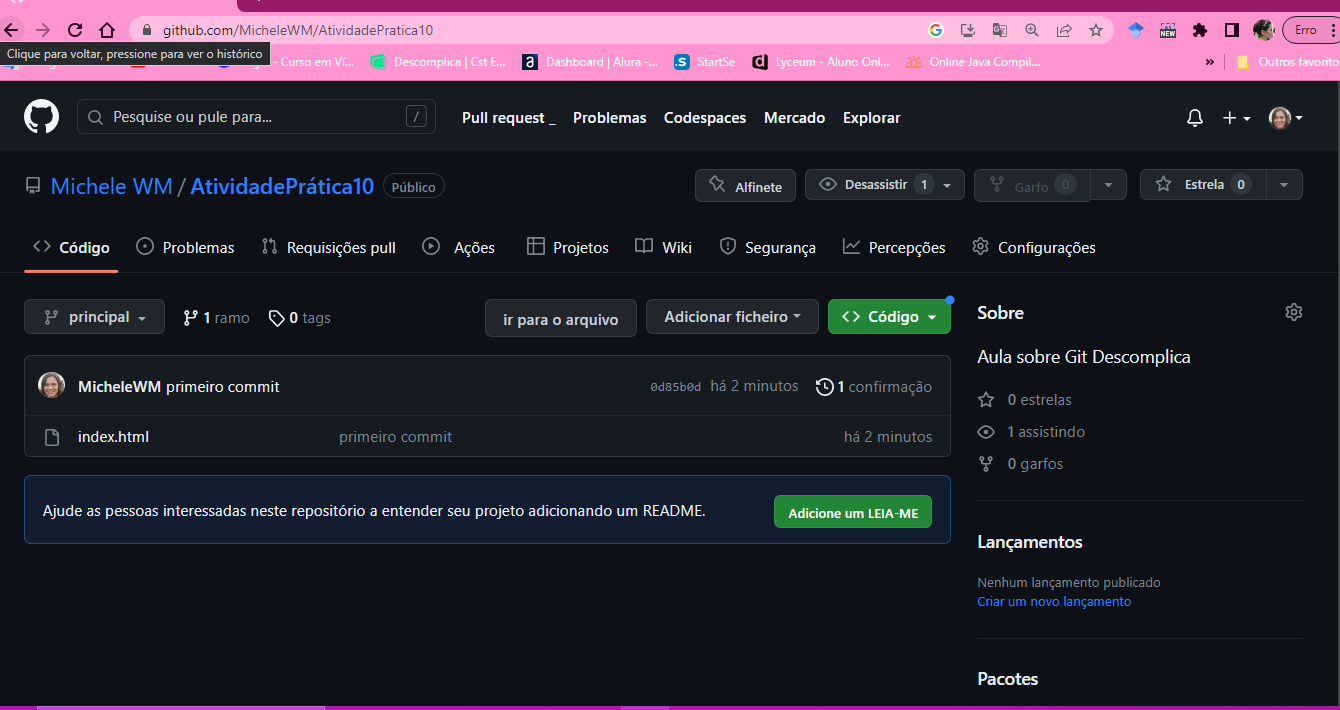 github.com/MicheleWM/AtividadePratica10
Erro
Clique para voltar, pressione para ver o histórico
- Curso em Ví...
Descomplica | Cst E...
Dashboard | Alura -...
StartSe
Lyceum - Aluno Onl...
Online Java Compil...
»
Outros favorito
Pesquise ou pule para...
/
Pull request _
Problemas
Codespaces
Mercado
Explorar
Michele WM / AtividadePrática10
Público
Alfinete
Desassistir 1
Garfo 0
Estrela 0
Código
Problemas
Requisições pull
Ações
Projetos
Wiki
Segurança
Percepções
Configurações
principal
1 ramo
0 tags
ir para o arquivo
Adicionar ficheiro
Código
MicheleWM primeiro commit
0d85b0d há 2 minutos
1 confirmação
index.html
primeiro commit
há 2 minutos
Ajude as pessoas interessadas neste repositório a entender seu projeto adicionando um README.
Adicione um LEIA-ME
Sobre
Aula sobre Git Descomplica
0 estrelas
1 assistindo
0 garfos
Lançamentos
Nenhum lançamento publicado
Criar um novo lançamento
Pacotes